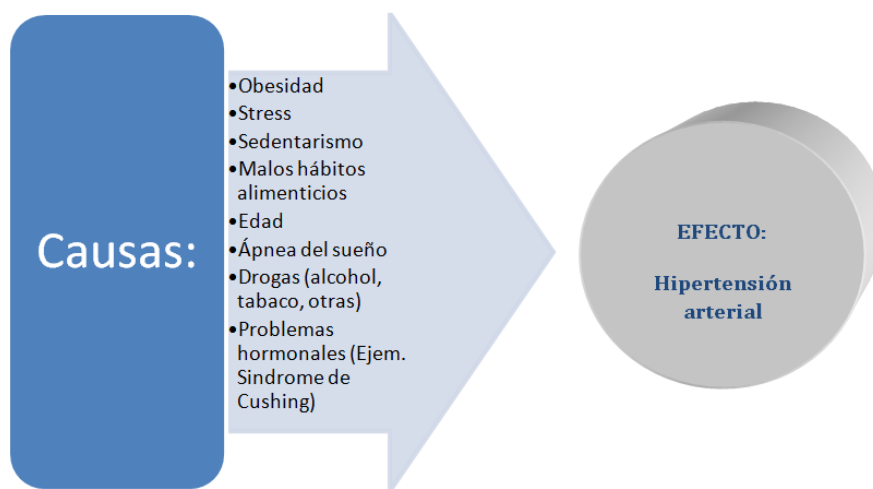 Causas:
•Obesidad
•Stress
•Sedentarismo
•Malos hábitos
alimenticios
•Edad
•Ápnea del sueño
•Drogas (alcohol,
tabaco, otras)
•Problemas
hormonales (Ejem.
Sindrome de
Cushing)
EFECTO:
Hipertensión
arterial